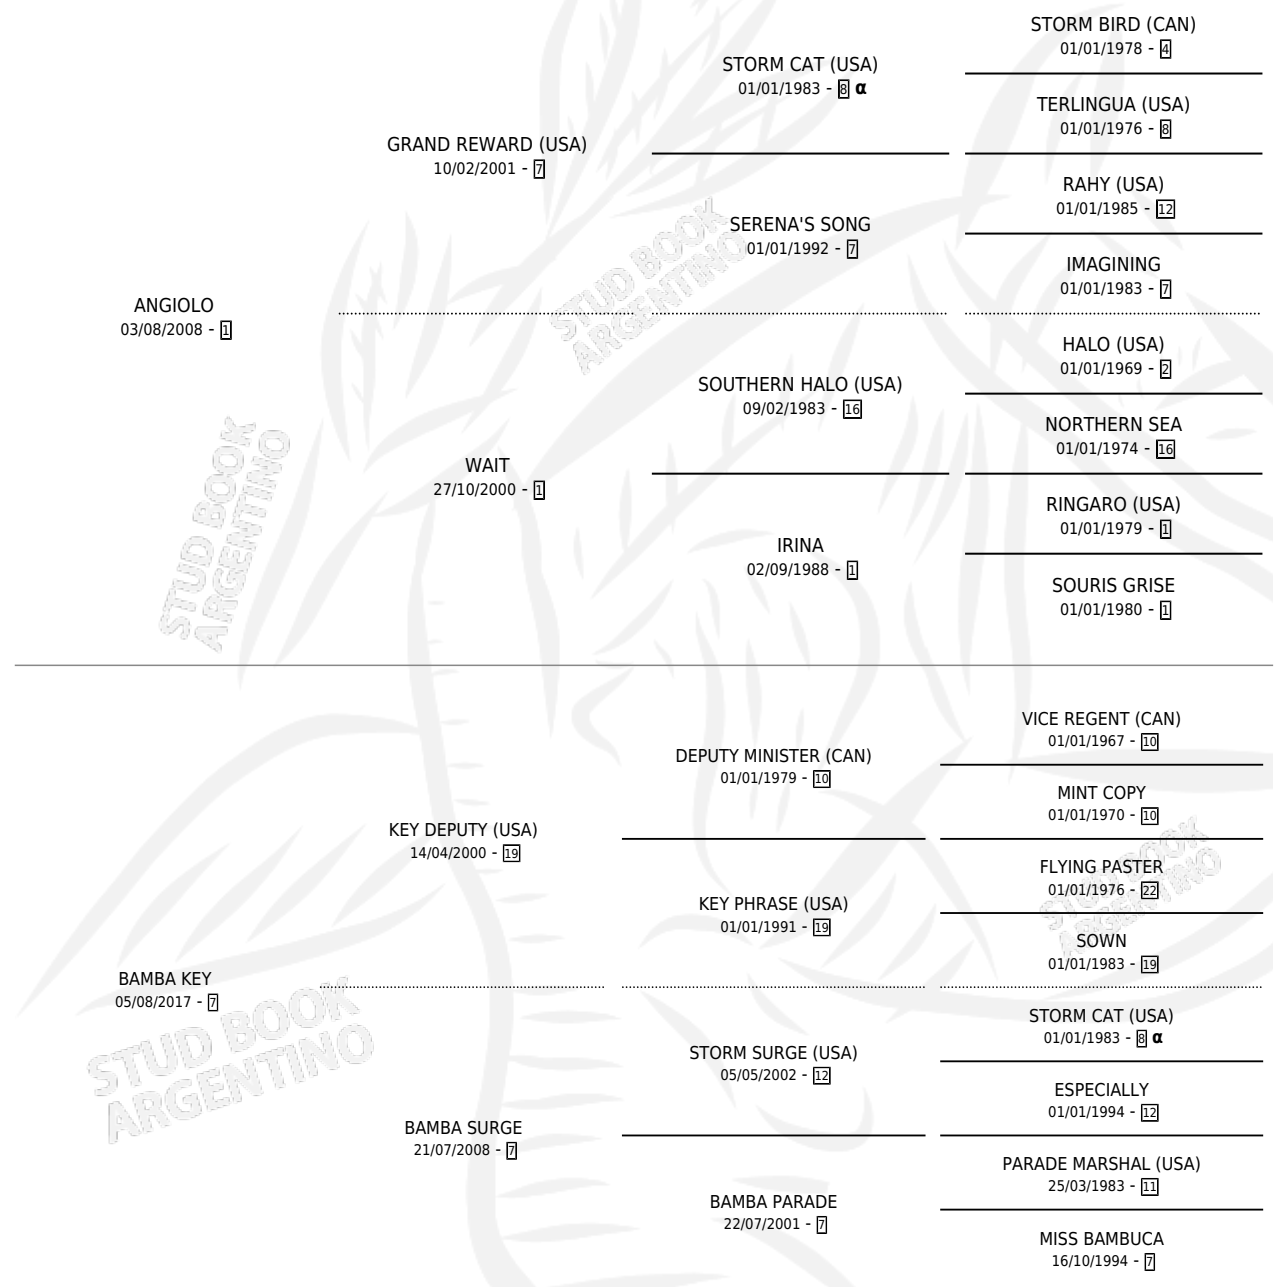 STORM BIRD (CAN)
01/01/1978 - 4
STORM CAT (USA)
01/01/1983 - 8 α
TERLINGUA (USA)
01/01/1976 - 8
GRAND REWARD (USA)
10/02/2001 - 7
RAHY (USA)
01/01/1985 - 12
SERENA'S SONG
01/01/1992 - 7
IMAGINING
01/01/1983 - 7
ANGIOLO
03/08/2008 - 1
HALO (USA)
01/01/1969 - 2
SOUTHERN HALO (USA)
09/02/1983 - 16
NORTHERN SEA
01/01/1974 - 16
WAIT
27/10/2000 - 1
RINGARO (USA)
01/01/1979 - 1
IRINA
02/09/1988 - 1
SOURIS GRISE
01/01/1980 - 1
STUD BOOK
ARGENTINO
STUD BOOK
ARGENTINO
VICE REGENT (CAN)
01/01/1967 - 10
DEPUTY MINISTER (CAN)
01/01/1979 - 10
MINT COPY
01/01/1970 - 10
KEY DEPUTY (USA)
14/04/2000 - 19
FLYING PASTER
01/01/1976 - 22
KEY PHRASE (USA)
01/01/1991 - 19
SOWN
01/01/1983 - 19
BAMBA KEY
05/08/2017 - 7
STORM CAT (USA)
01/01/1983 - 8 α
STORM SURGE (USA)
05/05/2002 - 12
ESPECIALLY
01/01/1994 - 12
BAMBA SURGE
21/07/2008 - 7
PARADE MARSHAL (USA)
25/03/1983 - 11
BAMBA PARADE
22/07/2001 - 7
MISS BAMBUCA
16/10/1994 - 7
STUD BOOK
ARGENTINO
STUD BOOK
ARGENTINO